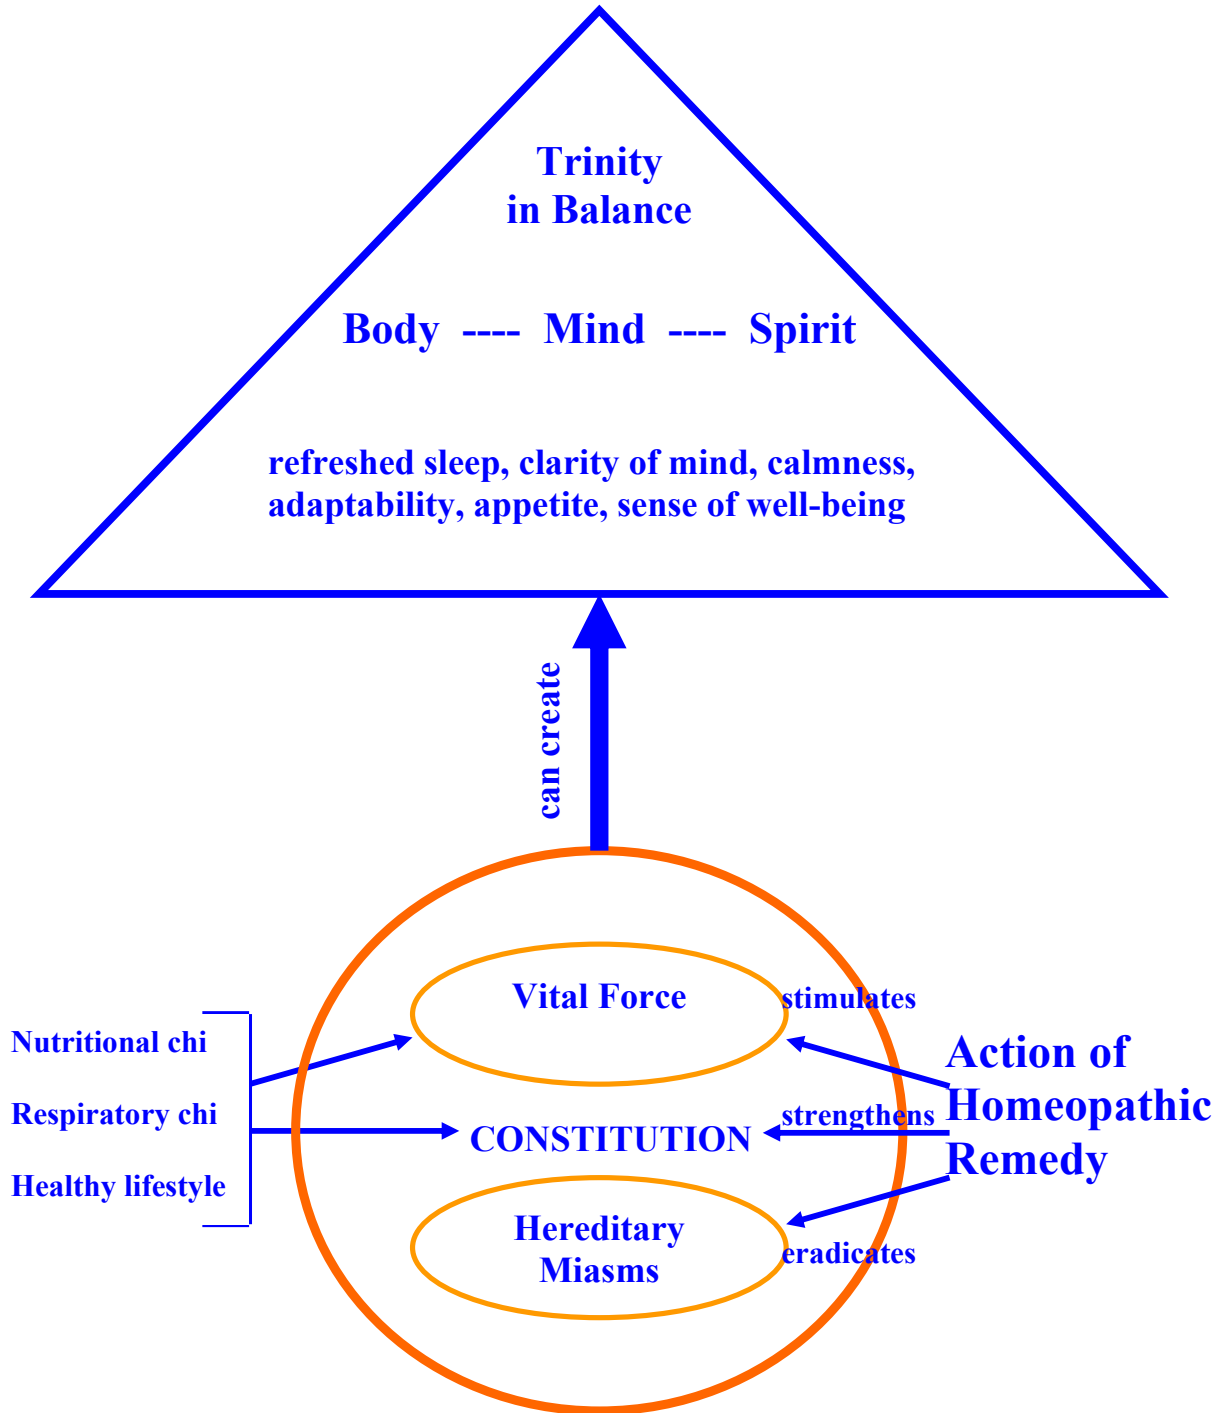 Trinity
in Balance
Body ---- Mind ---- Spirit
refreshed sleep, clarity of mind, calmness,
adaptability, appetite, sense of well-being
can create
Vital Force
stimulates
Nutritional chi
Respiratory chi
Healthy lifestyle
CONSTITUTION
strengthens
Action of
Homeopathic
Remedy
Hereditary
Miasms
eradicates